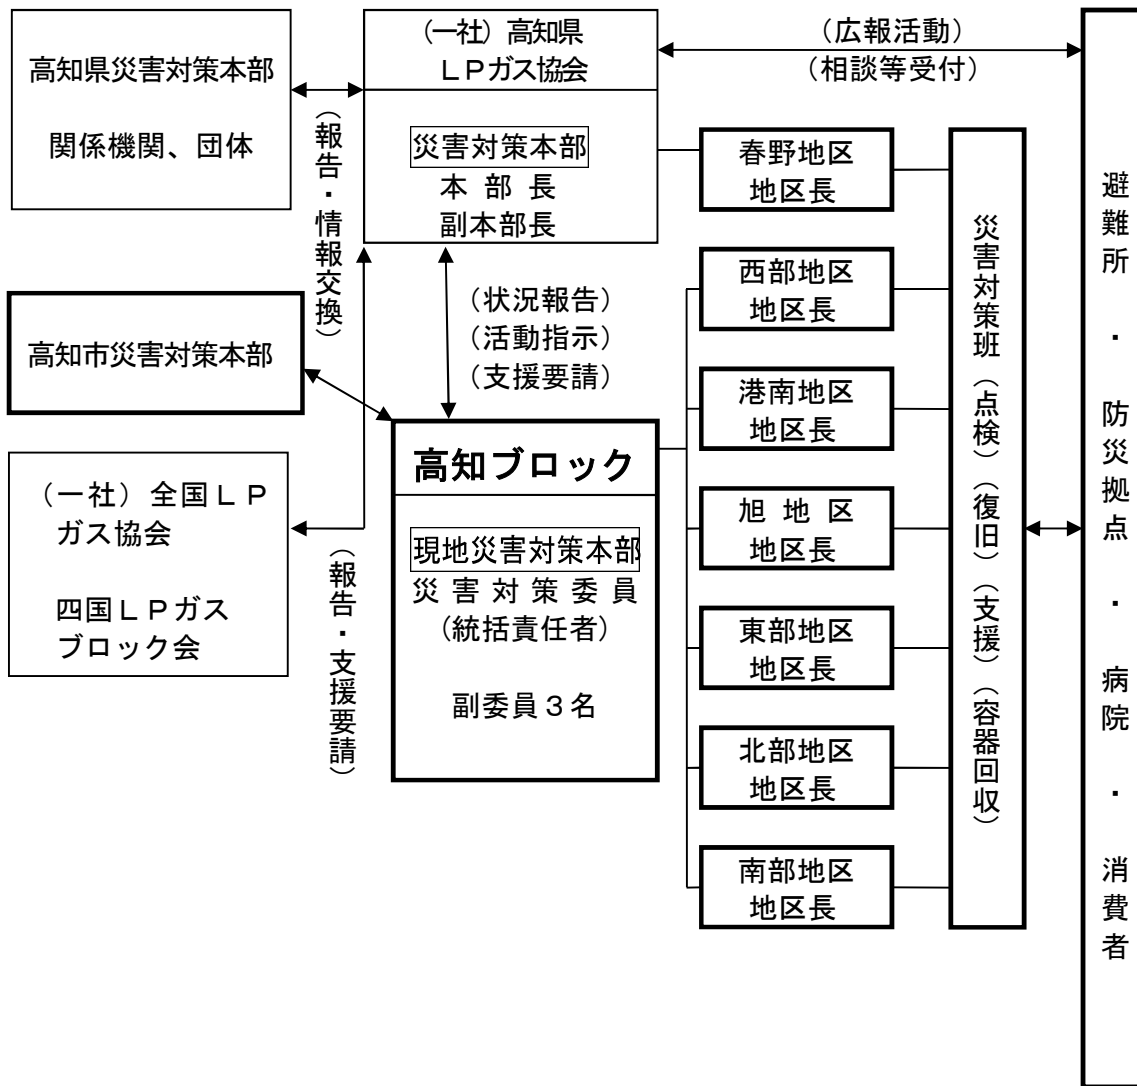 高知県災害対策本部
関係機関、団体
（報告・情報交換）
（一社）高知県
ＬＰガス協会
災害対策本部
本 部 長
副本部長
（広報活動）
（相談等受付）
高知市災害対策本部
（状況報告）
（活動指示）
（支援要請）
（一社）全国ＬＰ
ガス協会
四国ＬＰガス
ブロック会
（報告・支援要請）
高知ブロック
現地災害対策本部
災 害 対 策 委 員
（統括責任者）
副委員３名
春野地区
地区長
西部地区
地区長
港南地区
地区長
旭 地 区
地区長
東部地区
地区長
北部地区
地区長
南部地区
地区長
災害対策班（点検）（復旧）（支援）（容器回収）
避難所・防災拠点・病院・消費者